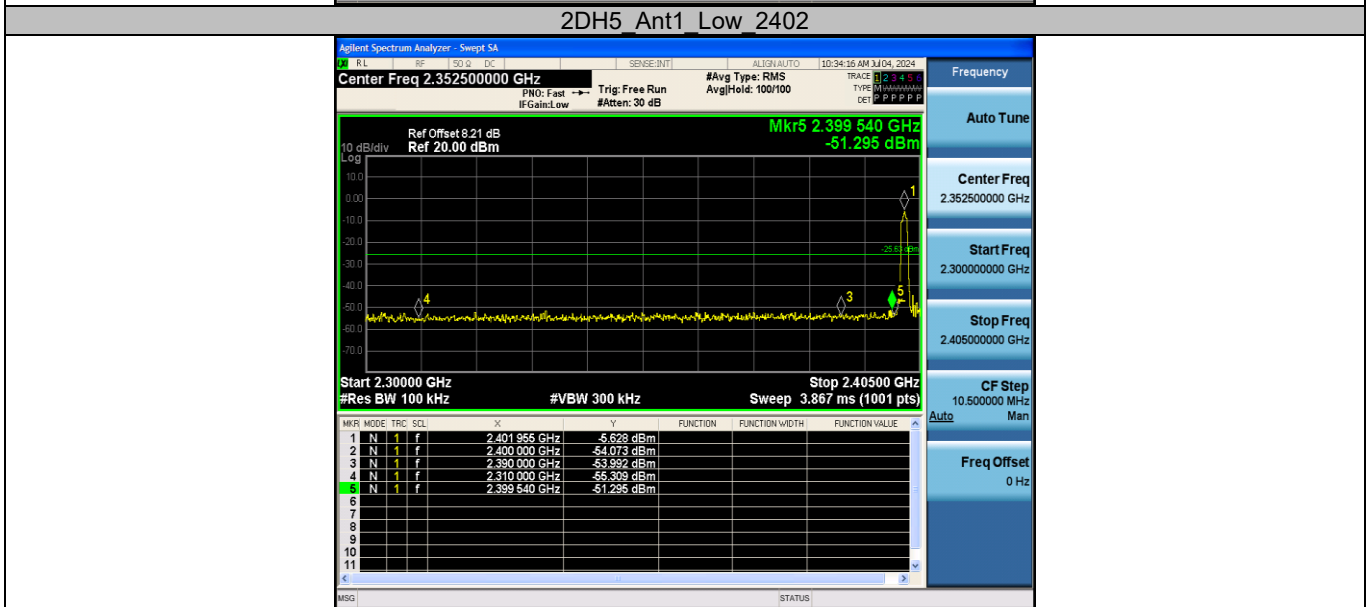 2DH5_Ant1_Low_2402
Agilent Spectrum Analyzer - Swept SA
RL RF 50 Ω DC SENSE:INT ALIGN AUTO 10:34:16 AM Jul 04, 2024
Center Freq 2.352500000 GHz #Avg Type: RMS TRACE 1 2 3 4 5 6
PNO: Fast Trig: Free Run Avg|Hold: 100/100 TYPE M
IFGain:Low #Atten: 30 dB DET P P P P P P
Mkr5 2.399 540 GHz
-51.295 dBm
Ref Offset 8.21 dB
10 dB/div Ref 20.00 dBm
Log
10.0
0.00
-10.0
-20.0
-30.0
-40.0
-50.0
-60.0
-70.0
1
4
3
5
Start 2.30000 GHz Stop 2.40500 GHz
#Res BW 100 kHz #VBW 300 kHz Sweep 3.867 ms (1001 pts)
MKR MODE TRC SCL X Y FUNCTION FUNCTION WIDTH FUNCTION VALUE
1 N 1 f 2.401 955 GHz -5.628 dBm
2 N 1 f 2.400 000 GHz -54.073 dBm
3 N 1 f 2.390 000 GHz -53.992 dBm
4 N 1 f 2.310 000 GHz -55.309 dBm
5 N 1 f 2.399 540 GHz -51.295 dBm
6
7
8
9
10
11
MSG STATUS
Frequency
Auto Tune
Center Freq
2.352500000 GHz
Start Freq
2.300000000 GHz
Stop Freq
2.405000000 GHz
CF Step
10.500000 MHz
Auto Man
Freq Offset
0 Hz